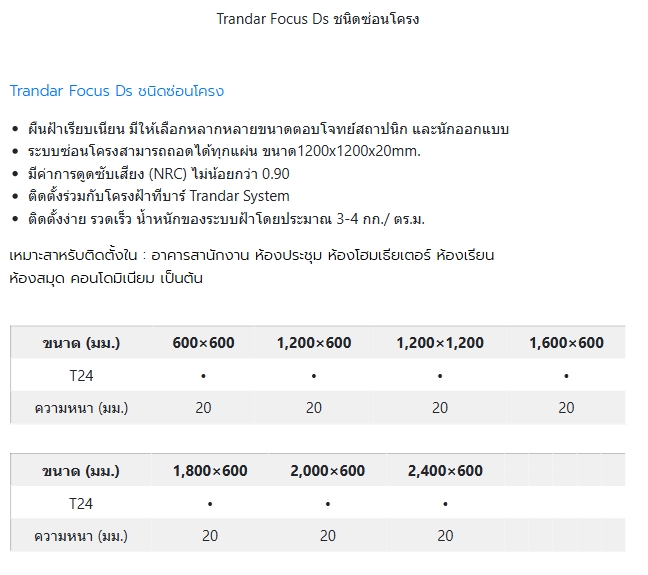 Trandar Focus Ds ชนิดซ่อนโครง
Trandar Focus Ds ชนิดซ่อนโครง
• ผืนฝ้าเรียบเนียน มีให้เลือกหลากหลายขนาดตอบโจทย์สถาปนิก และนักออกแบบ
• ระบบซ่อนโครงสามารถถอดได้ทุกแผ่น ขนาด1200x1200x20mm.
• มีค่าการดูดซับเสียง (NRC) ไม่น้อยกว่า 0.90
• ติดตั้งร่วมกับโครงฝ้าทีบาร์ Trandar System
• ติดตั้งง่าย รวดเร็ว น้ำหนักของระบบฝ้าโดยประมาณ 3-4 กก./ ตร.ม.
เหมาะสาหรับติดตั้งใน : อาคารสานักงาน ห้องประชุม ห้องโฮมเธียเตอร์ ห้องเรียน
ห้องสมุด คอนโดมิเนียม เป็นต้น
ขนาด (มม.) 600×600 1,200×600 1,200×1,200 1,600×600
T24 • • • •
ความหนา (มม.) 20 20 20 20
ขนาด (มม.) 1,800×600 2,000×600 2,400×600
T24 • • •
ความหนา (มม.) 20 20 20